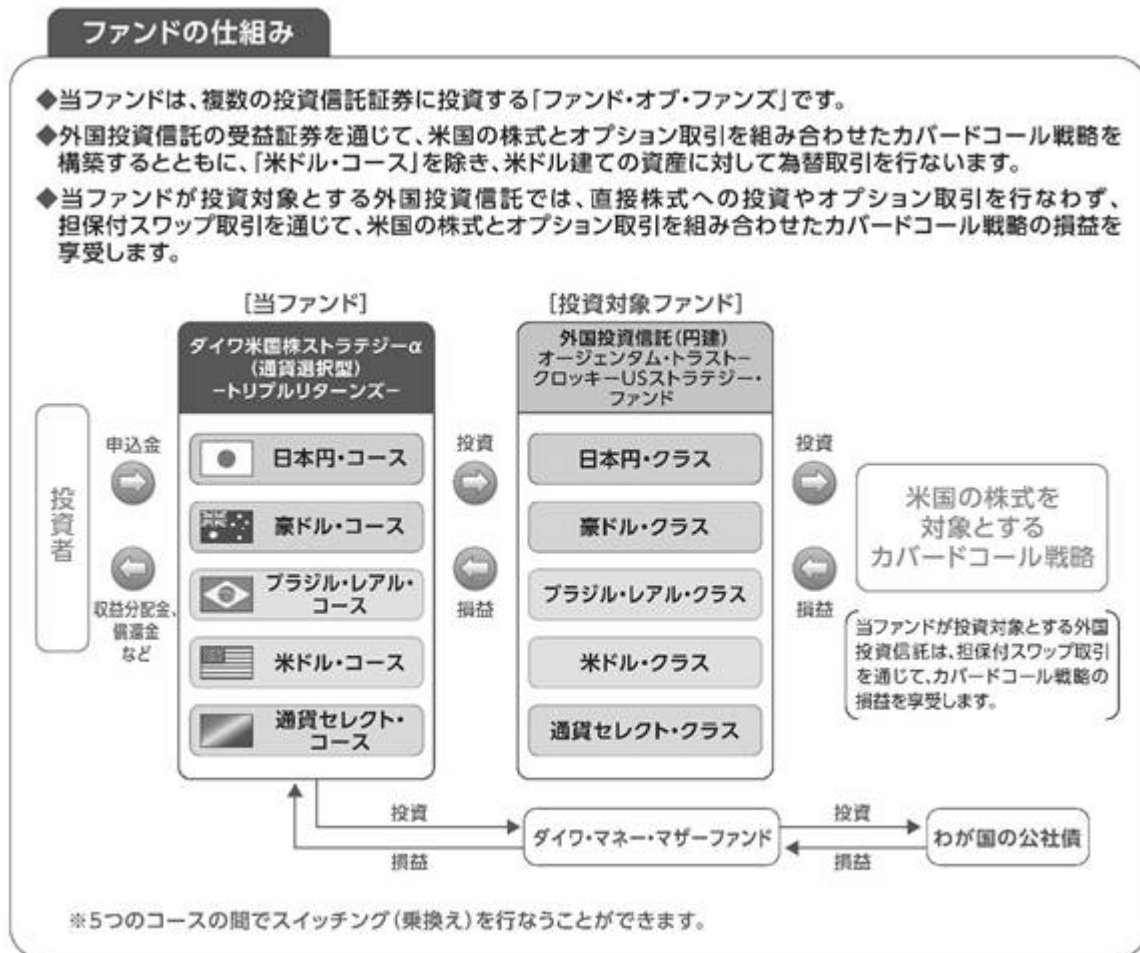 ファンドの仕組み
◆当ファンドは、複数の投資信託証券に投資する「ファンド・オブ・ファンズ」です。
◆外国投資信託の受益証券を通じて、米国の株式とオプション取引を組み合わせたカバードコール戦略を
構築するとともに、「米ドル・コース」を除き、米ドル建ての資産に対して為替取引を行ないます。
◆当ファンドが投資対象とする外国投資信託では、直接株式への投資やオプション取引を行なわず、
担保付スワップ取引を通じて、米国の株式とオプション取引を組み合わせたカバードコール戦略の損益を
享受します。
[当ファンド]
ダイワ米国株ストラテジーα
(通貨選択型)
-トリプルリターンズ-
[投資対象ファンド]
外国投資信託(円建)
オージェンタム・トラスト-
クロッキーUSストラテジー・
ファンド
投資者
申込金
収益分配金、
償還金
など
日本円・コース
豪ドル・コース
ブラジル・レアル・
コース
米ドル・コース
通貨セレクト・
コース
投資
損益
日本円・クラス
豪ドル・クラス
ブラジル・レアル・クラス
米ドル・クラス
通貨セレクト・クラス
投資
損益
米国の株式を
対象とする
カバードコール戦略
当ファンドが投資対象とする外国
投資信託は、担保付スワップ取引
を通じて、カバードコール戦略の
損益を享受します。
投資
損益
ダイワ・マネー・マザーファンド
投資
損益
わが国の公社債
※5つのコースの間でスイッチング(乗換え)を行なうことができます。